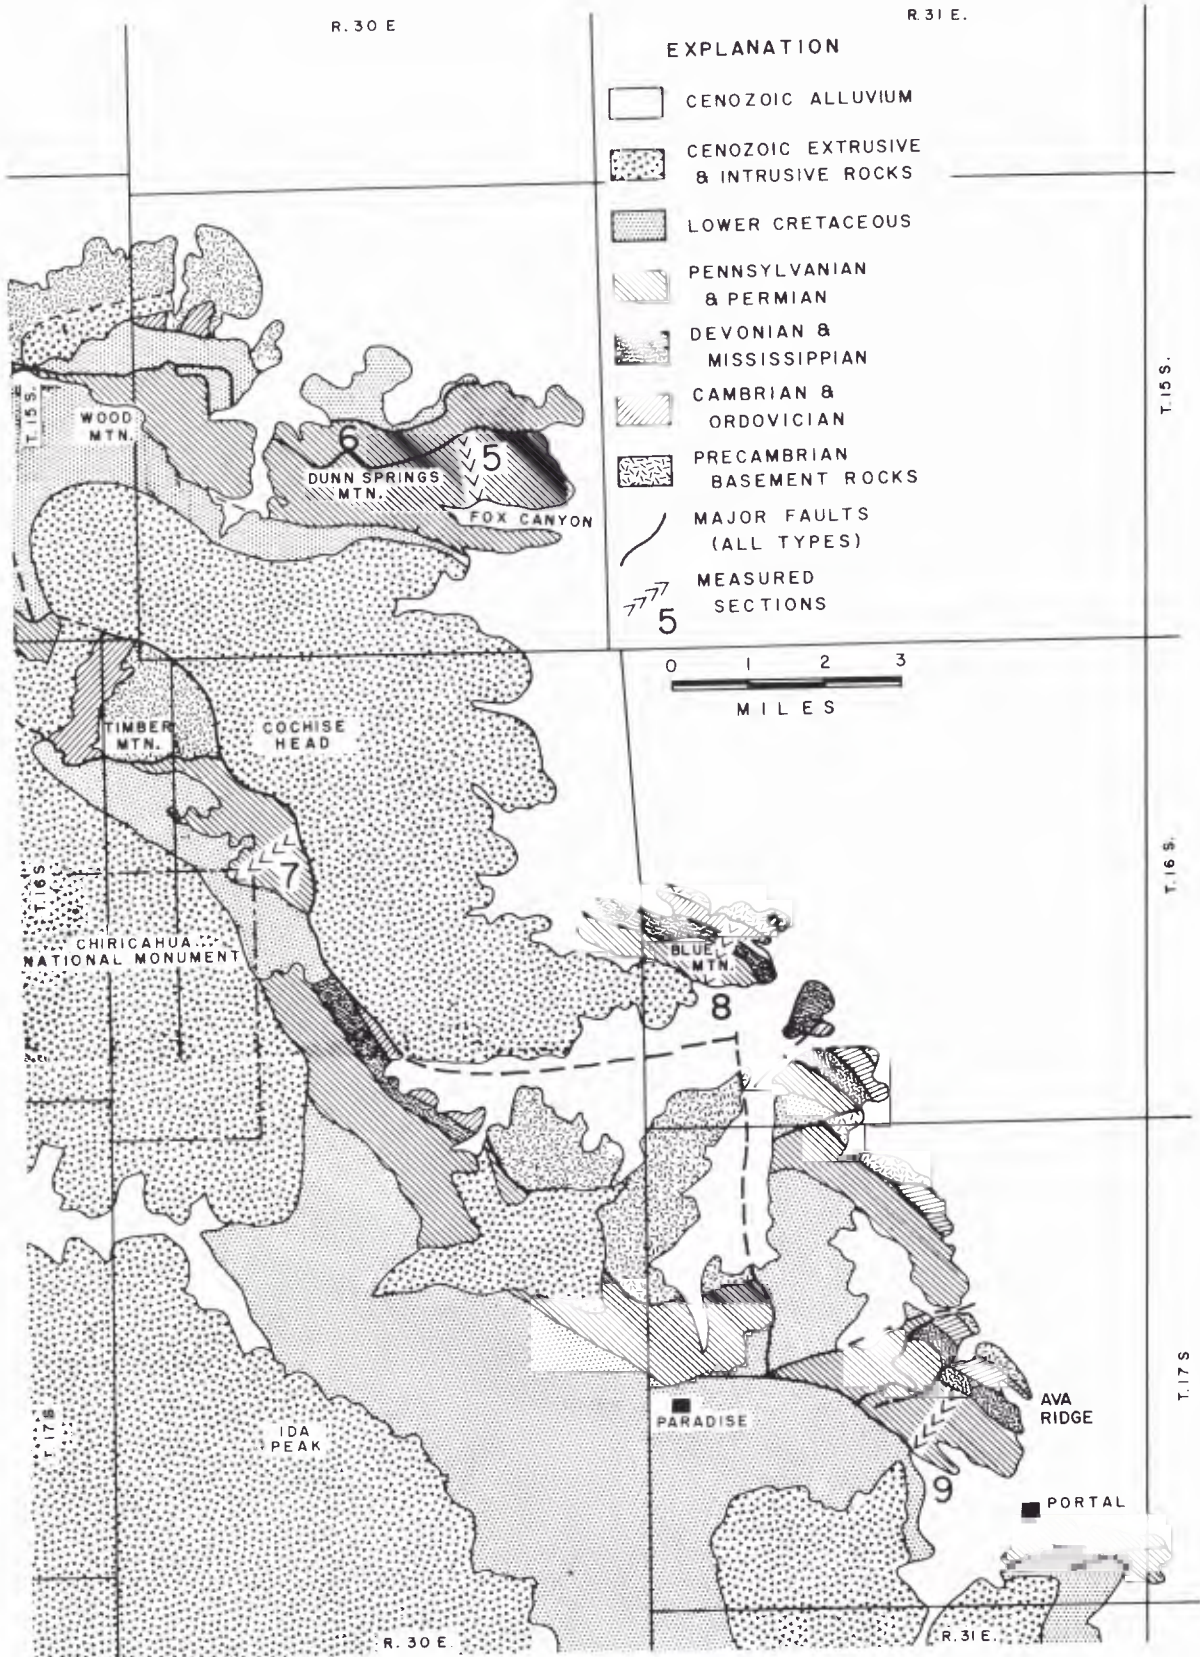 R. 30 E
R. 31 E.
EXPLANATION
CENOZOIC ALLUVIUM
CENOZOIC EXTRUSIVE
& INTRUSIVE ROCKS
LOWER CRETACEOUS
PENNSYLVANIAN
& PERMIAN
DEVONIAN &
MISSISSIPPIAN
CAMBRIAN &
ORDOVICIAN
PRECAMBRIAN
BASEMENT ROCKS
MAJOR FAULTS
(ALL TYPES)
MEASURED
SECTIONS
5
0 1 2 3
MILES
T. 15 S.
T. 15 S.
WOOD
MTN.
6
5
DUNN SPRINGS
MTN.
FOX CANYON
TIMBER
MTN.
COCHISE
HEAD
7
T. 16 S.
T. 16 S.
CHIRICAHUA
NATIONAL MONUMENT
BLUE
MTN.
8
T. 17 S
T. 17 S
IDA
PEAK
PARADISE
AVA
RIDGE
9
PORTAL
R. 30 E.
R. 31 E.